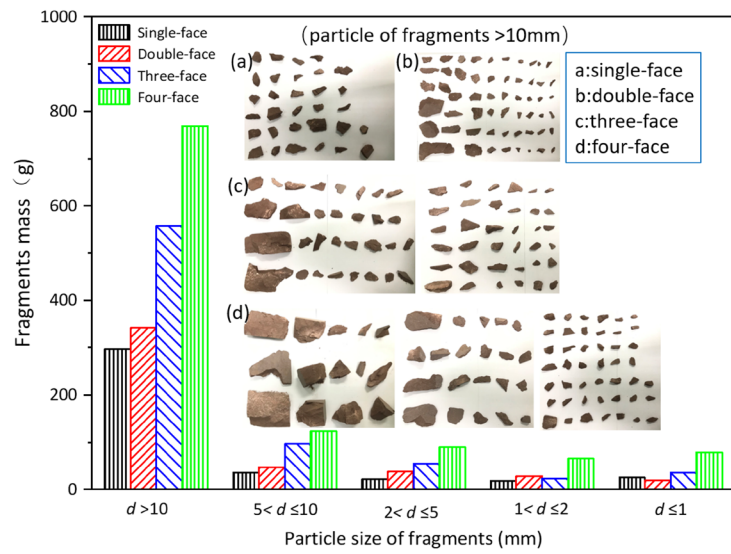 1000
800
600
400
200
0
Fragments mass （g)
Single-face
Double-face
Three-face
Four-face
(particle of fragments >10mm)
(a)
(b)
a:single-face
b:double-face
c:three-face
d:four-face
(c)
(d)
d >10
5< d ≤10
2< d ≤5
1< d ≤2
d ≤1
Particle size of fragments (mm)